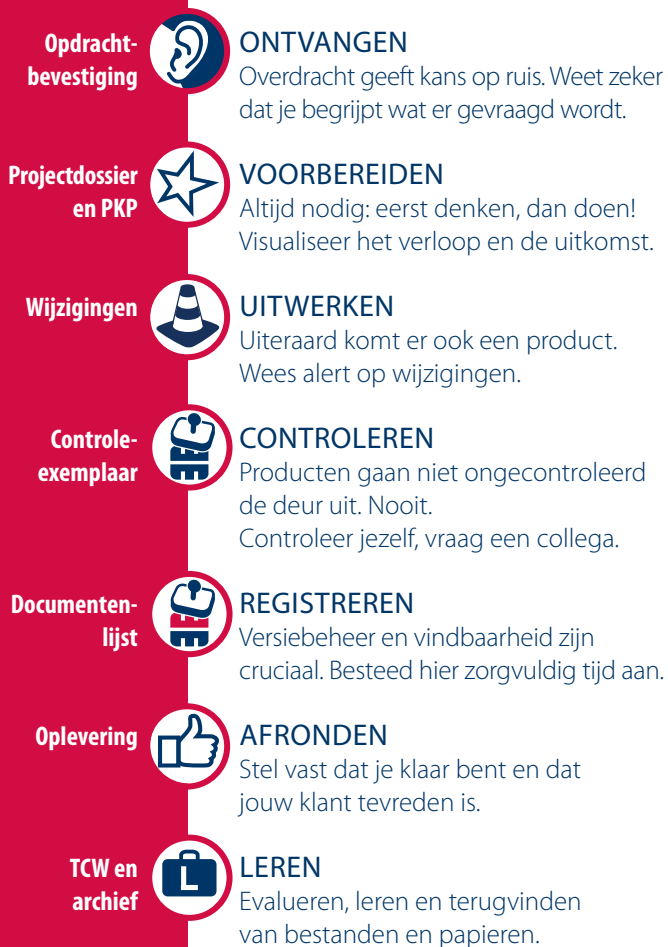 Opdracht-
bevestiging
ONTVANGEN
Overdracht geeft kans op ruis. Weet zeker
dat je begrijpt wat er gevraagd wordt.
Projectdossier
en PKP
VOORBEREIDEN
Altijd nodig: eerst denken, dan doen!
Visualiseer het verloop en de uitkomst.
Wijzigingen
UITWERKEN
Uiteraard komt er ook een product.
Wees alert op wijzigingen.
Controle-
exemplaar
CONTROLEREN
Producten gaan niet ongecontroleerd
de deur uit. Nooit.
Controleer jezelf, vraag een collega.
Documenten-
lijst
REGISTREREN
Versiebeheer en vindbaarheid zijn
cruciaal. Besteed hier zorgvuldig tijd aan.
Oplevering
AFRONDEN
Stel vast dat je klaar bent en dat
jouw klant tevreden is.
TCW en
archief
L
LEREN
Evalueren, leren en terugvinden
van bestanden en papieren.